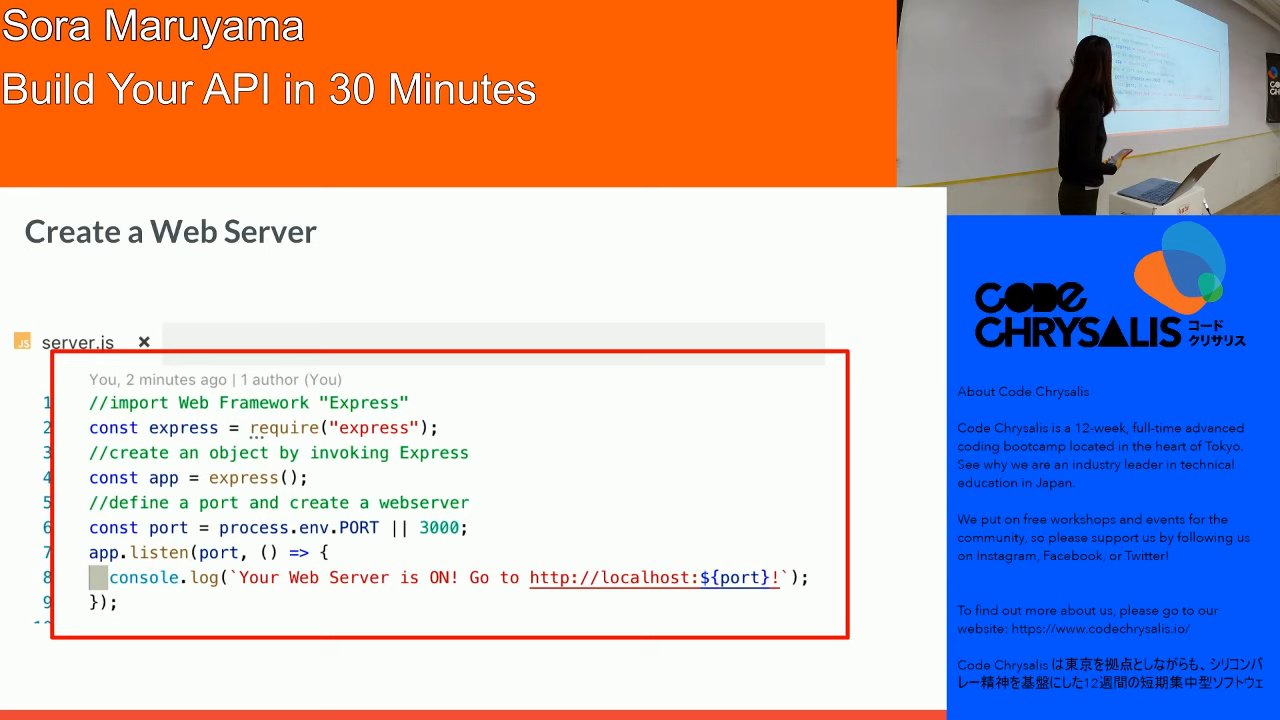 Sora Maruyama
Build Your API in 30 Minutes
Create a Web Server
JS server.js ×
You, 2 minutes ago | 1 author (You)
1 //import Web Framework "Express"
2 const express = require("express");
3 //create an object by invoking Express
4 const app = express();
5 //define a port and create a webserver
6 const port = process.env.PORT || 3000;
7 app.listen(port, () => {
8 console.log(`Your Web Server is ON! Go to http://localhost:${port}!`);
9 });
CODE
CHRYSALIS コード
クリサリス
About Code Chrysalis
Code Chrysalis is a 12-week, full-time advanced
coding bootcamp located in the heart of Tokyo.
See why we are an industry leader in technical
education in Japan.
We put on free workshops and events for the
community, so please support us by following us
on Instagram, Facebook, or Twitter!
To find out more about us, please go to our
website: https://www.codechrysalis.io/
Code Chrysalis は東京を拠点としながらも、シリコンバ
レー精神を基盤にした12週間の短期集中型ソフトウェ